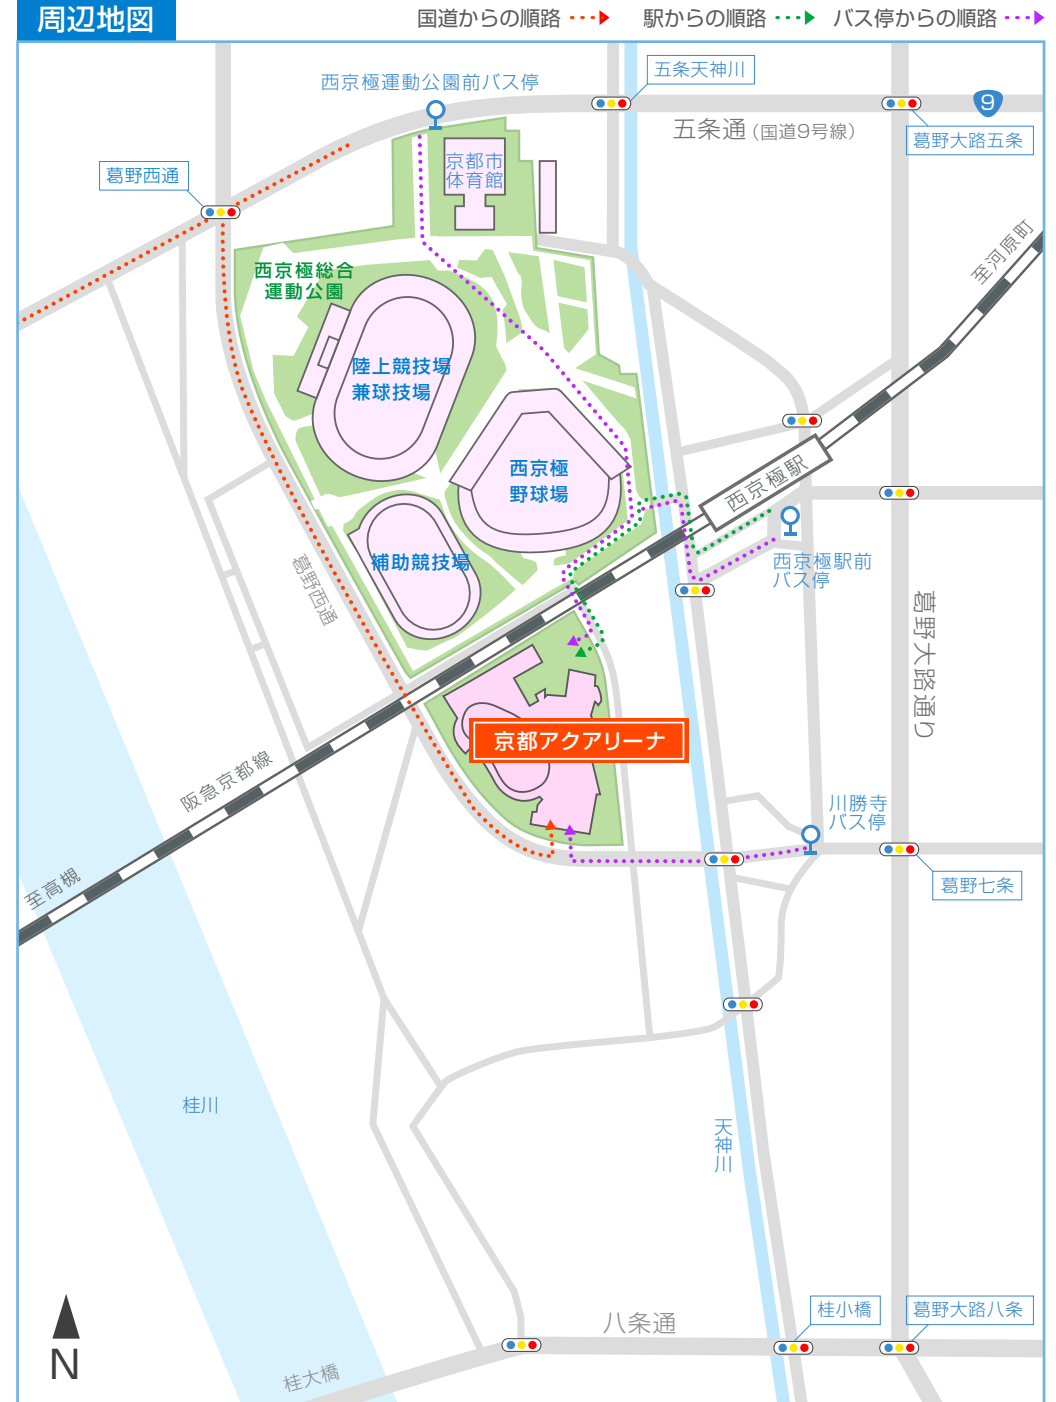 周辺地図
国道からの順路
駅からの順路
バス停からの順路
西京極運動公園前バス停
五条天神川
9
五条通（国道9号線）
葛野大路五条
京都市
体育館
葛野西通
至河原町
西京極総合
運動公園
陸上競技場
兼球技場
西京極
野球場
西京極駅
補助競技場
葛野西通
西京極駅前
バス停
葛野大路通り
京都アクアリーナ
阪急京都線
川勝寺
バス停
至高槻
葛野七条
桂川
天神川
桂小橋
葛野大路八条
八条通
N
桂大橋